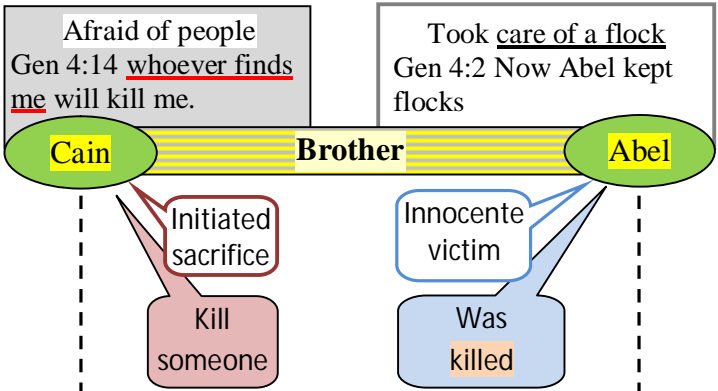 Afraid of people
Gen 4:14 whoever finds
me will kill me.
Took care of a flock
Gen 4:2 Now Abel kept
flocks
Cain
Brother
Abel
Initiated
sacrifice
Innocente
victim
Kill
someone
Was
killed